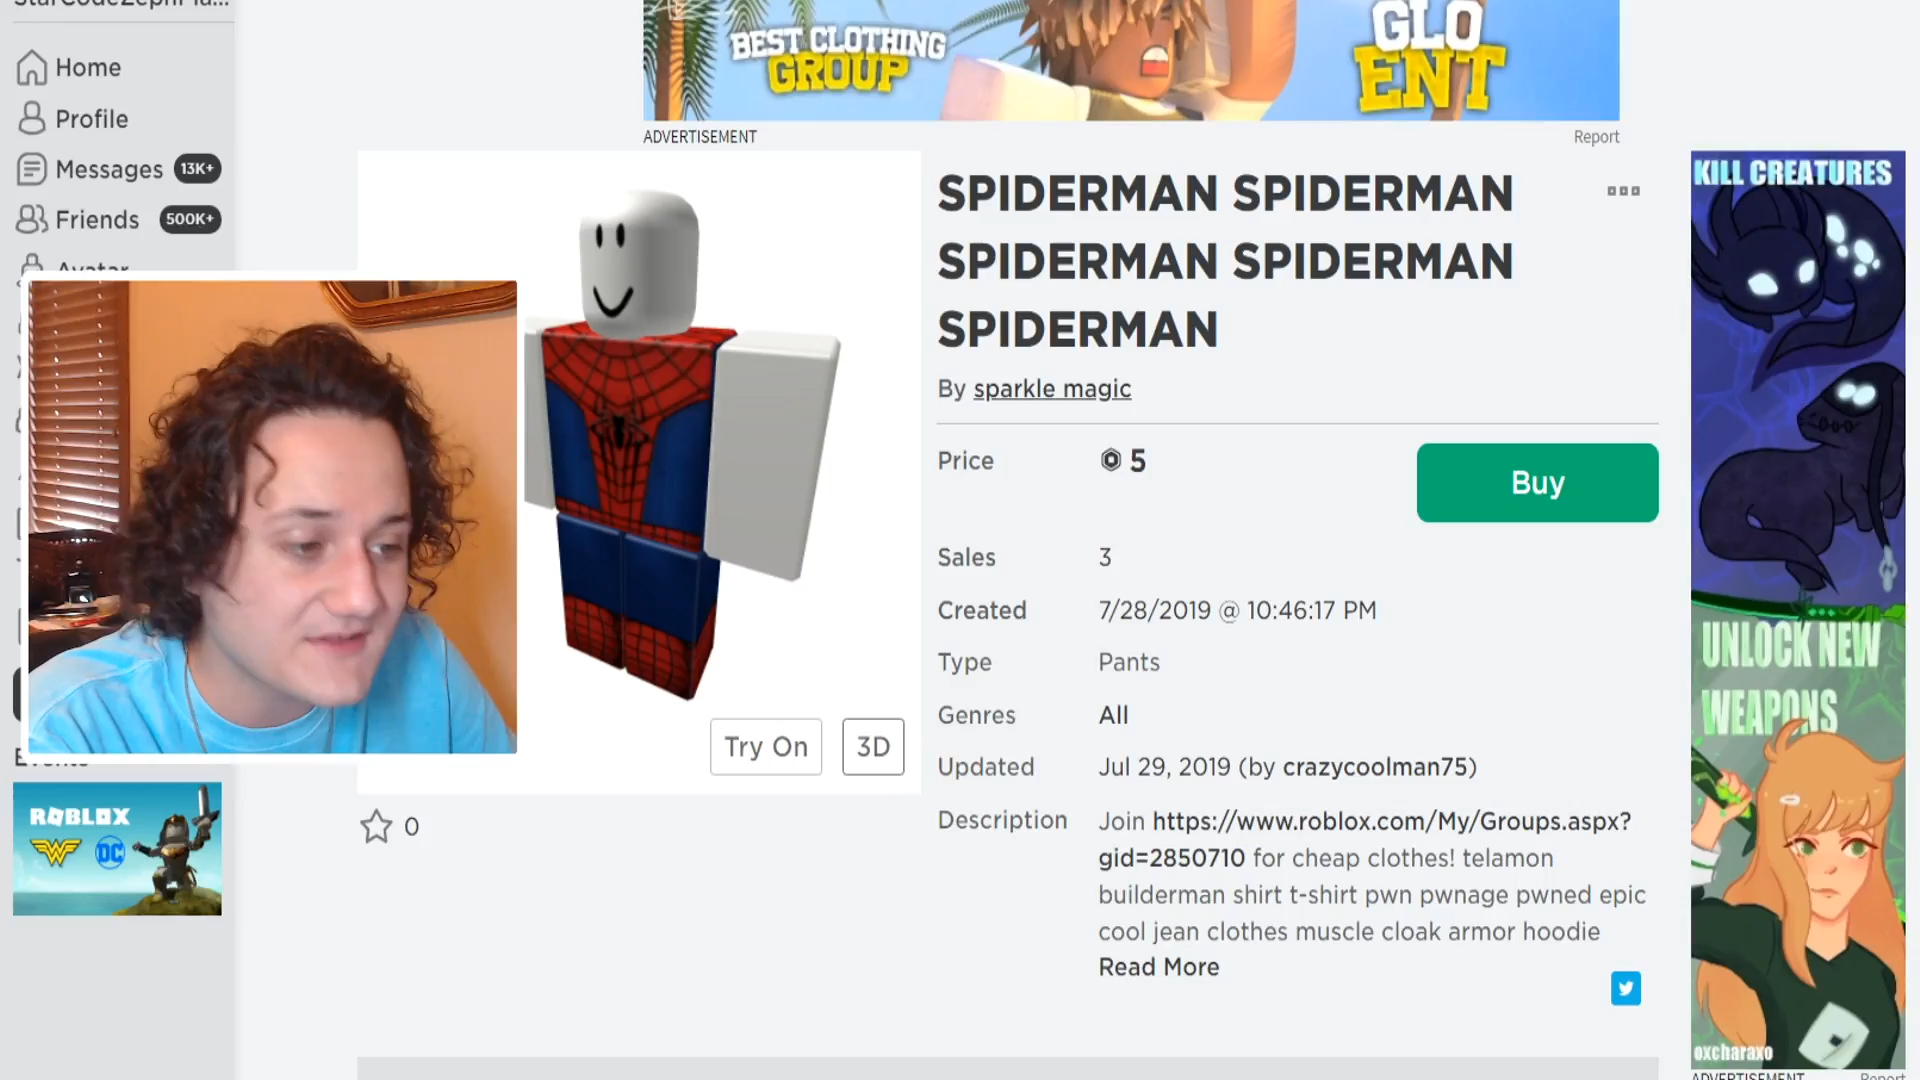 Home
Profile
Messages 13K+
Friends 500K+
Avatar
BEST CLOTHING
GROUP
GLO
ENT
ADVERTISEMENT
Report
SPIDERMAN SPIDERMAN
SPIDERMAN SPIDERMAN
SPIDERMAN
By sparkle magic
Price 5
Buy
Sales 3
Created 7/28/2019 @ 10:46:17 PM
Type Pants
Genres All
Updated Jul 29, 2019 (by crazycoolman75)
Description Join https://www.roblox.com/My/Groups.aspx?
gid=2850710 for cheap clothes! telamon
builderman shirt t-shirt pwn pwnage pwned epic
cool jean clothes muscle cloak armor hoodie
Read More
Try On
3D
0
Events
ROBLOX
DC
KILL CREATURES
UNLOCK NEW
WEAPONS
oxcharaxo
ADVERTISEMENT
Report